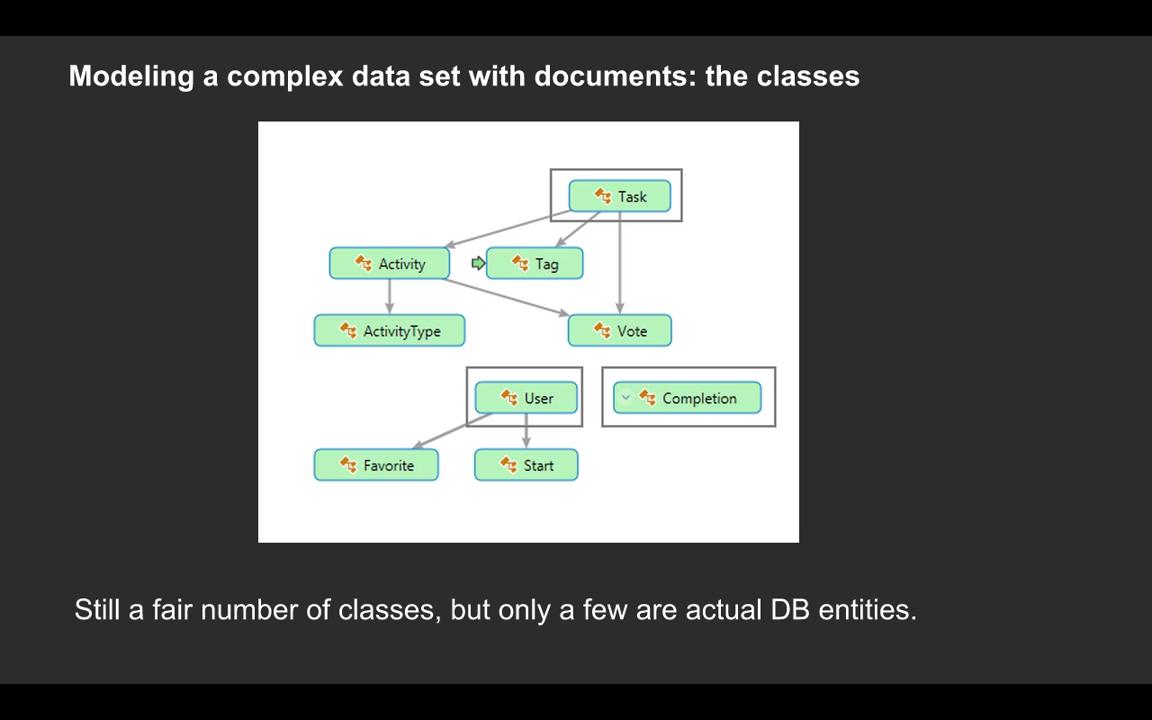 Modeling a complex data set with documents: the classes
Task
Activity
Tag
ActivityType
Vote
User
Completion
Favorite
Start
Still a fair number of classes, but only a few are actual DB entities.